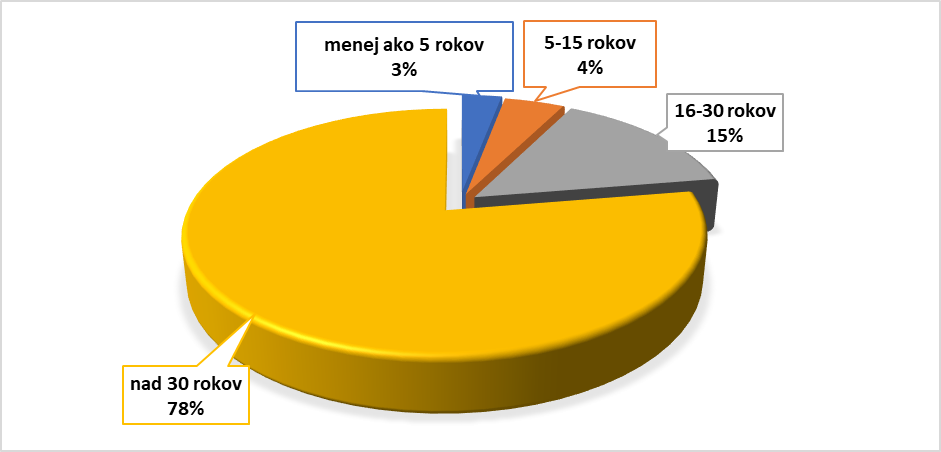 menej ako 5 rokov
3%
5-15 rokov
4%
16-30 rokov
15%
nad 30 rokov
78%